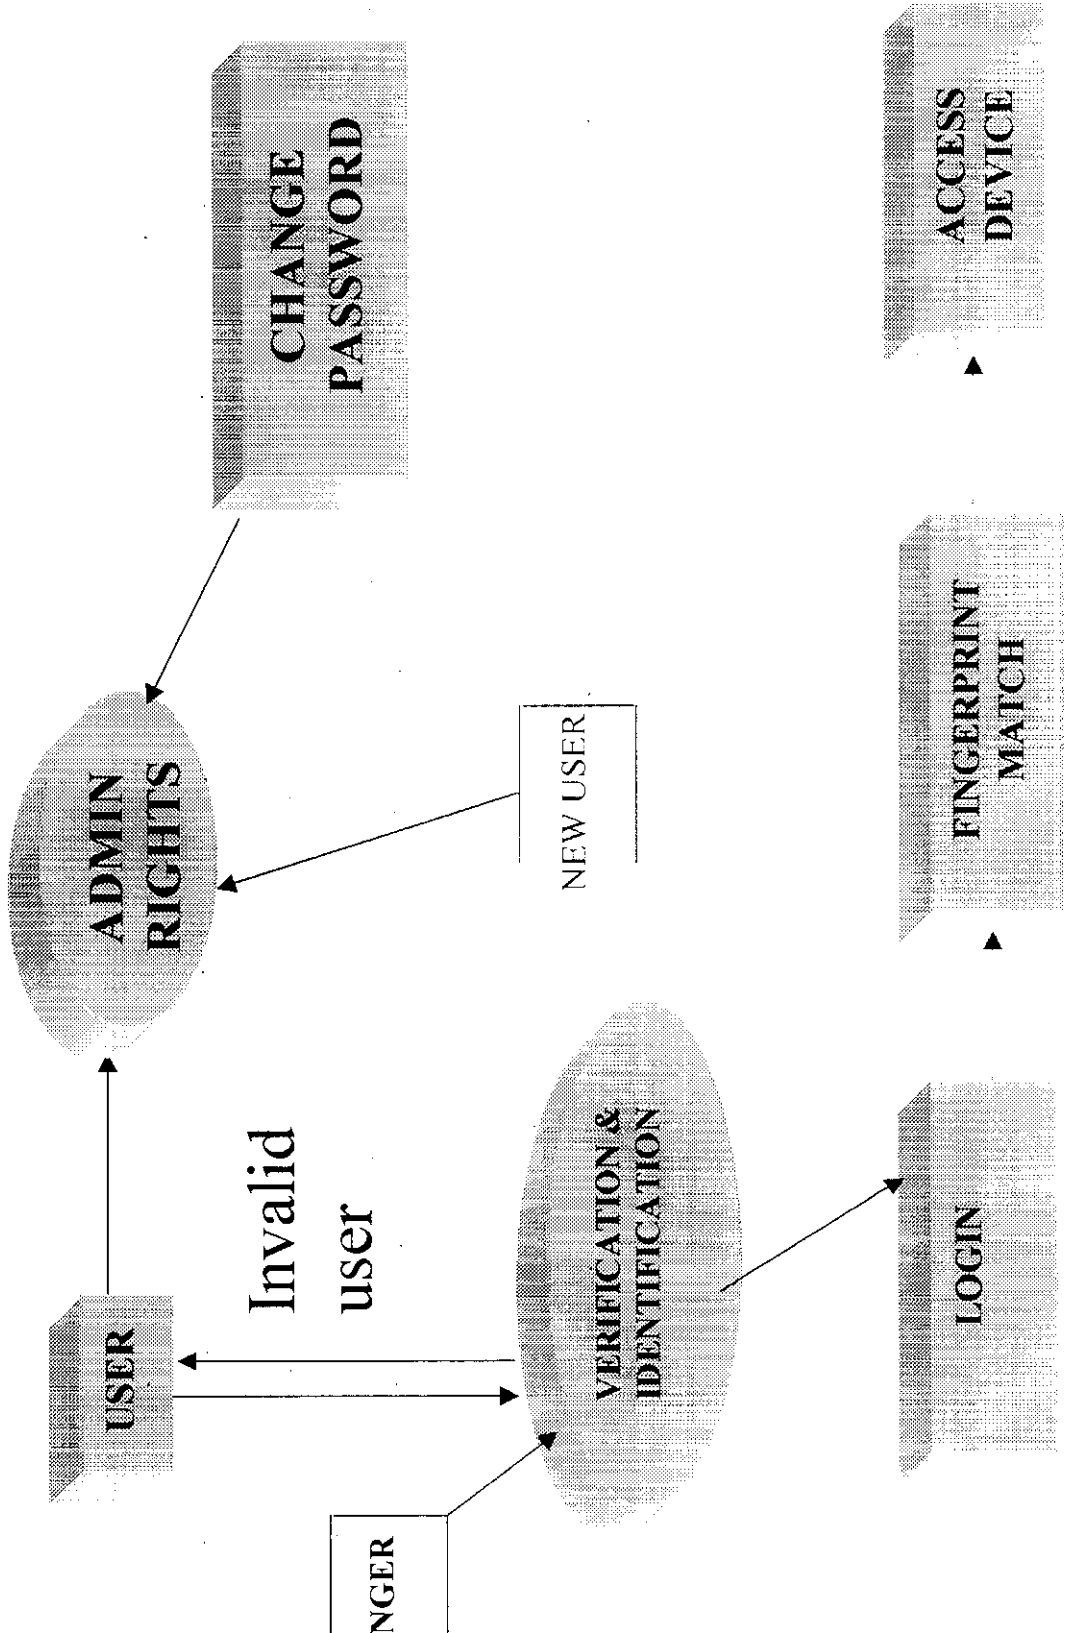 USER
ADMIN
RIGHTS
CHANGE
PASSWORD
Invalid
user
NGER
VERIFICATION &
IDENTIFICATION
NEW USER
LOGIN
FINGERPRINT
MATCH
ACCESS
DEVICE